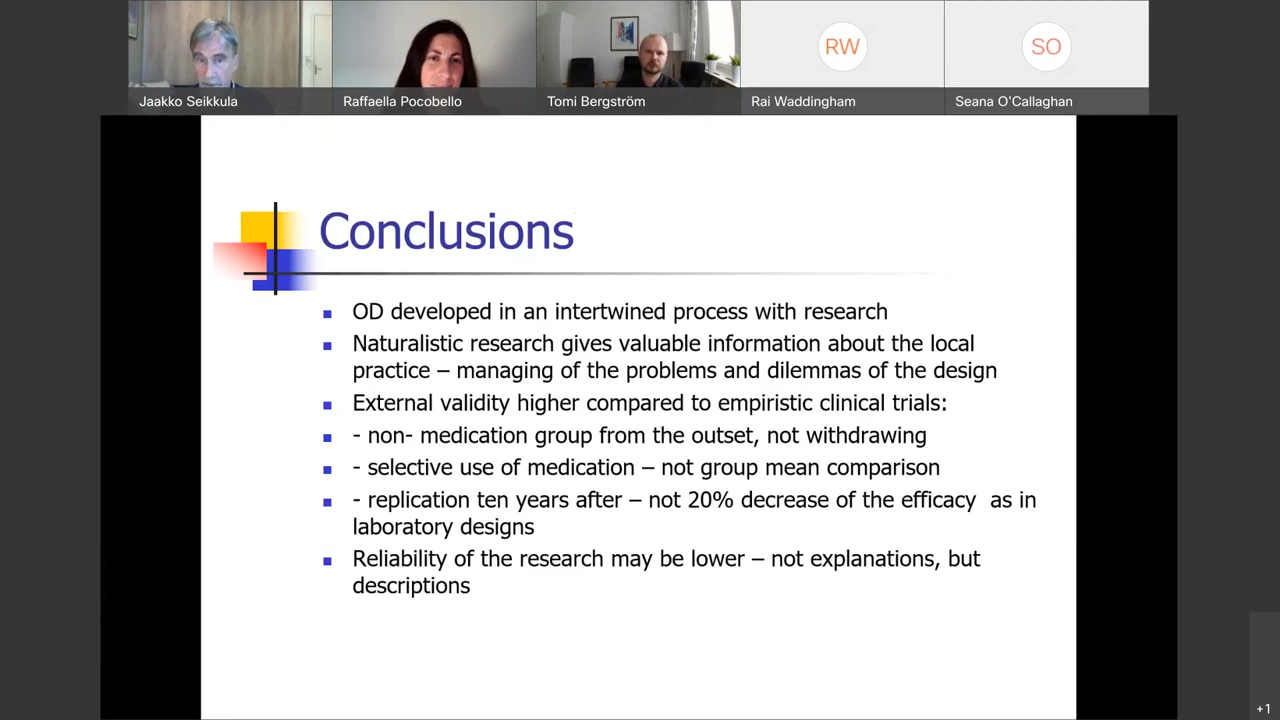 Jaakko Seikkula
Raffaella Pocobello
Tomi Bergström
RW
Rai Waddingham
SO
Seana O'Callaghan
Conclusions
OD developed in an intertwined process with research
Naturalistic research gives valuable information about the local
practice – managing of the problems and dilemmas of the design
External validity higher compared to empiristic clinical trials:
- non- medication group from the outset, not withdrawing
- selective use of medication – not group mean comparison
- replication ten years after – not 20% decrease of the efficacy as in
laboratory designs
Reliability of the research may be lower – not explanations, but
descriptions
+1